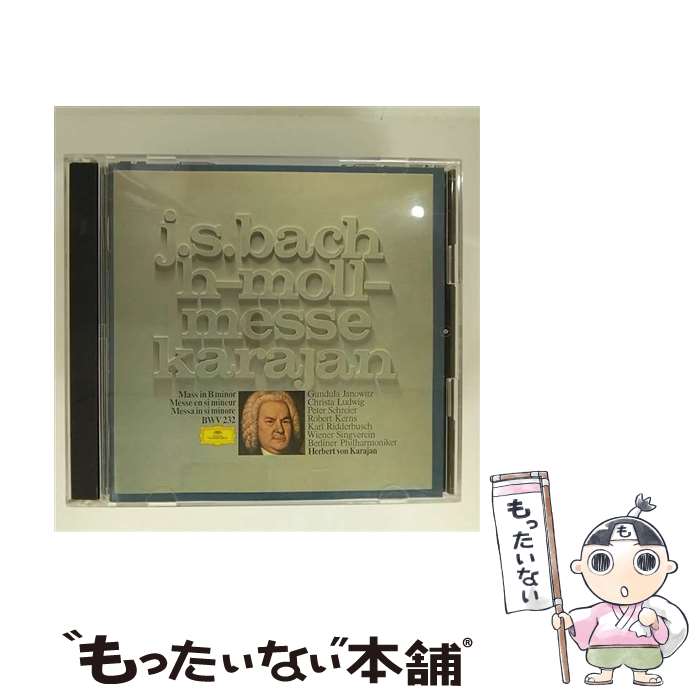 j.s.bach
h-moll-
messe
karajan
Mass in B minor
Messe en si mineur
Messa in si minore
BWV 232
Gundula Janowitz
Christa Ludwig
Peter Schreier
Robert Kerns
Karl Ridderbusch
Wiener Singverein
Berliner Philharmoniker
Herbert von Karajan
も
もったいない
"もったいない本舗®